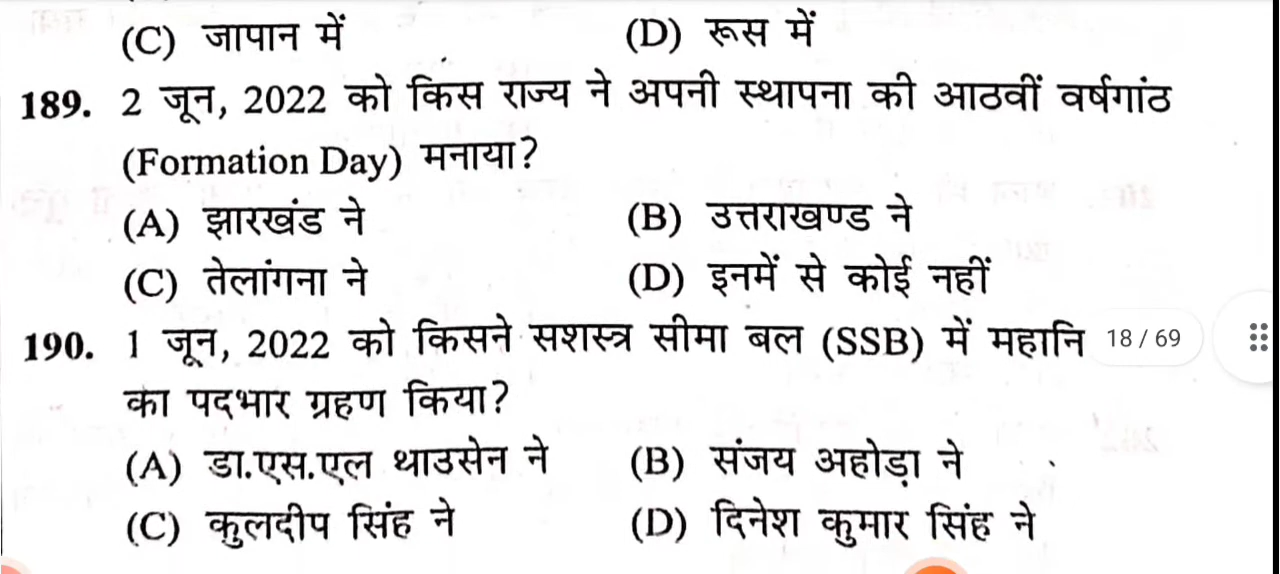 (C) जापान में (D) रूस में
189. 2 जून, 2022 को किस राज्य ने अपनी स्थापना की आठवीं वर्षगांठ
(Formation Day) मनाया?
(A) झारखंड ने (B) उत्तराखण्ड ने
(C) तेलांगना ने (D) इनमें से कोई नहीं
190. 1 जून, 2022 को किसने सशस्त्र सीमा बल (SSB) में महानि 18 / 69
का पदभार ग्रहण किया?
(A) डा.एस.एल थाउसेन ने (B) संजय अहोड़ा ने
(C) कुलदीप सिंह ने (D) दिनेश कुमार सिंह ने